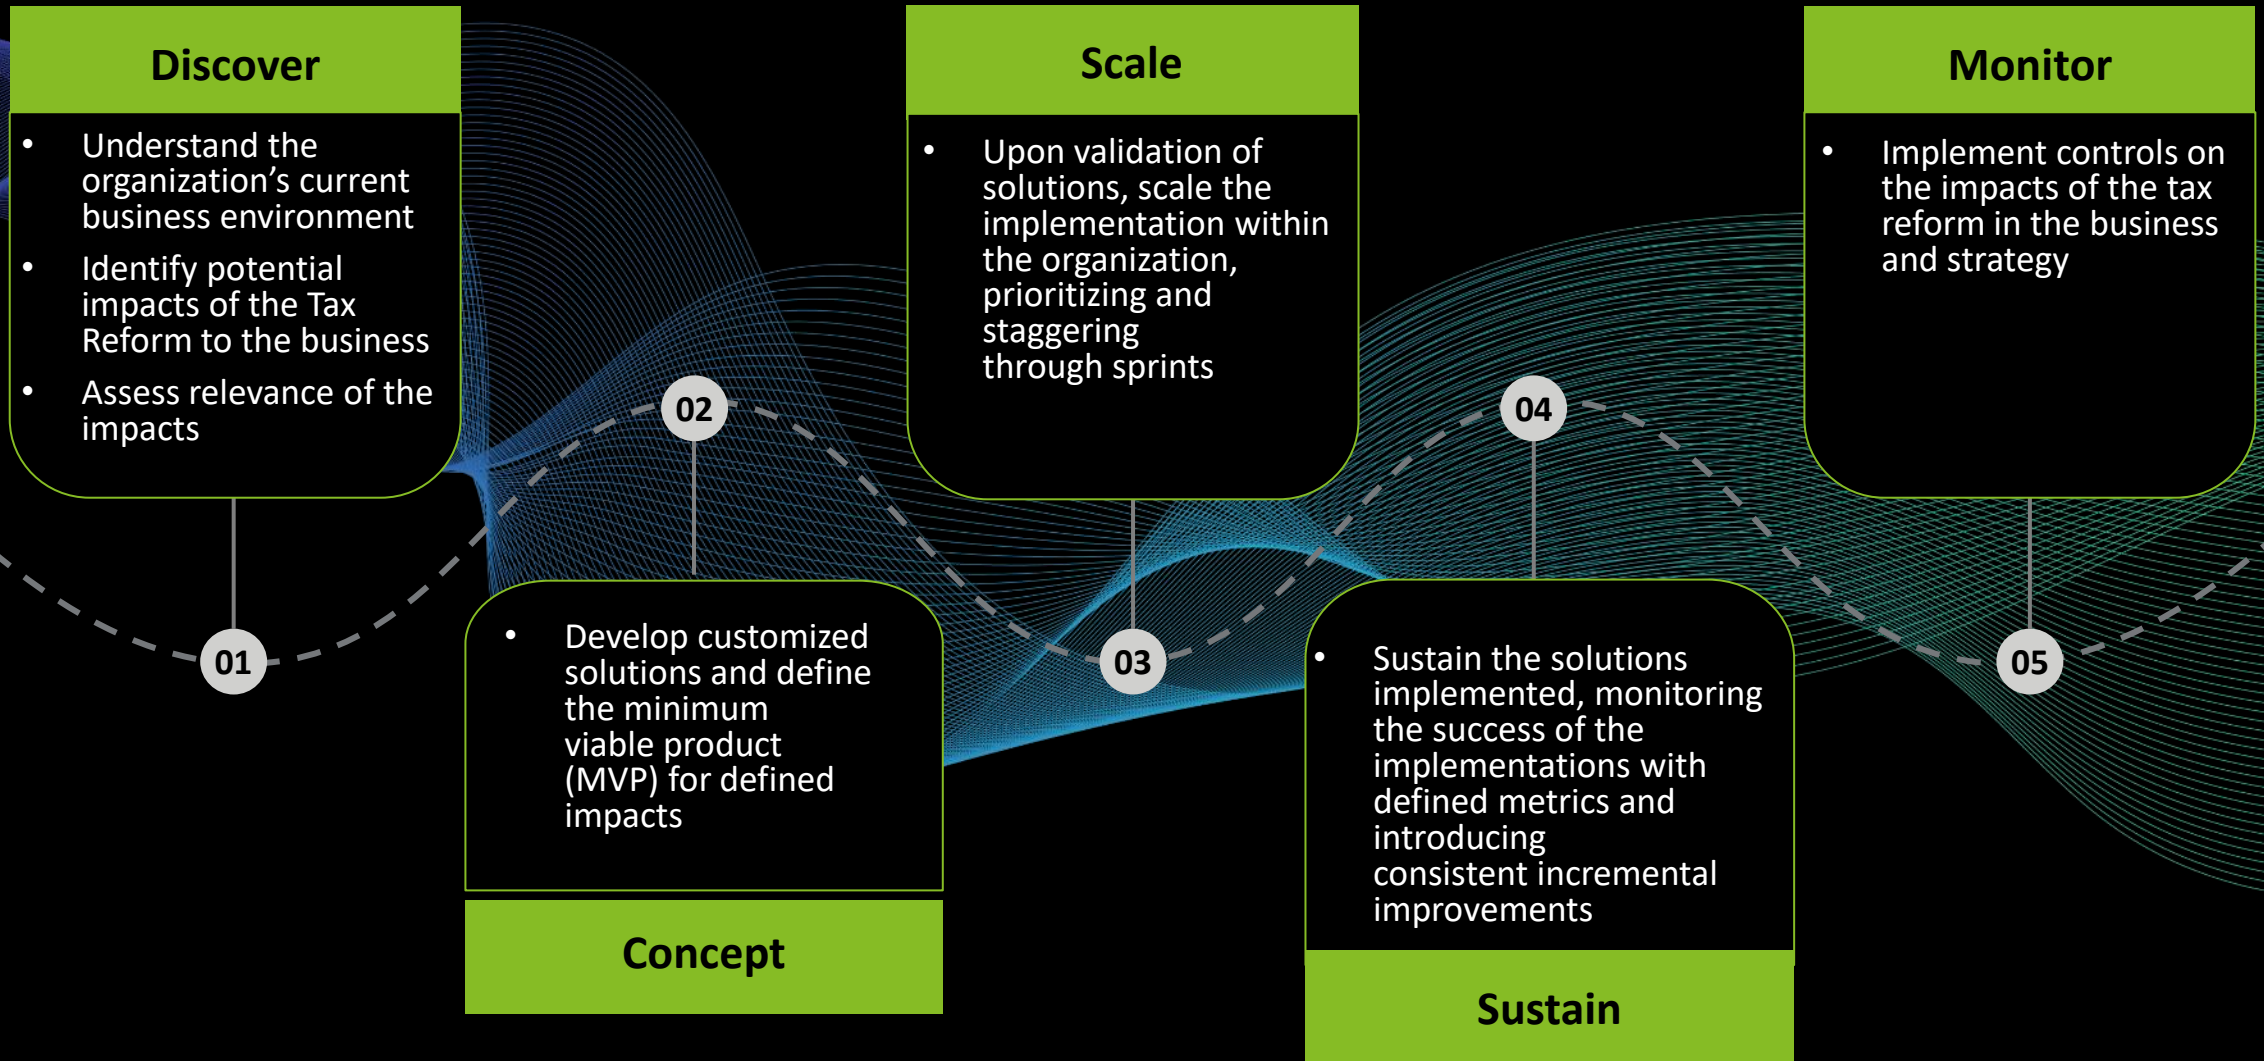 Discover
• Understand the
organization’s current
business environment
• Identify potential
impacts of the Tax
Reform to the business
• Assess relevance of the
impacts
01
02
• Develop customized
solutions and define
the minimum
viable product
(MVP) for defined
impacts
Concept
Scale
• Upon validation of
solutions, scale the
implementation within
the organization,
prioritizing and
staggering
through sprints
03
04
• Sustain the solutions
implemented, monitoring
the success of the
implementations with
defined metrics and
introducing
consistent incremental
improvements
Sustain
Monitor
• Implement controls on
the impacts of the tax
reform in the business
and strategy
05